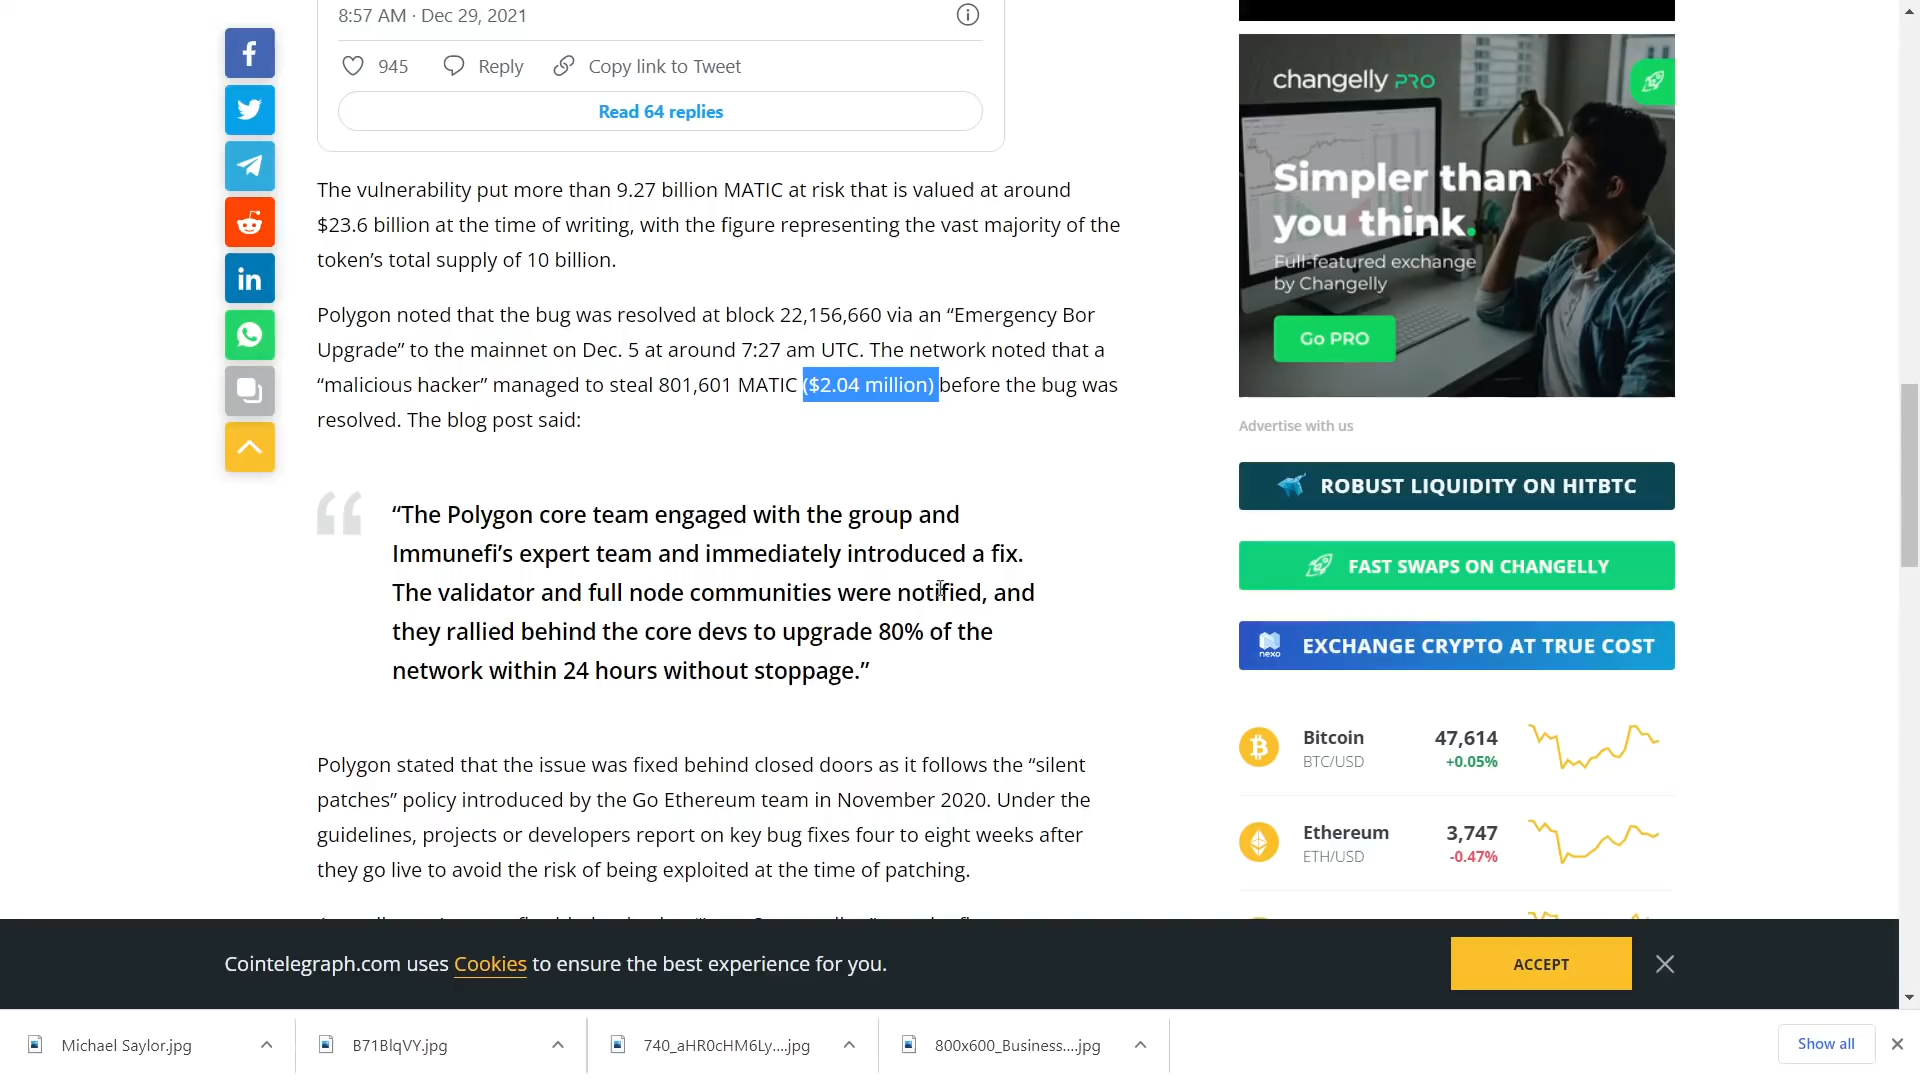 8:57 AM · Dec 29, 2021
945 Reply Copy link to Tweet
Read 64 replies
The vulnerability put more than 9.27 billion MATIC at risk that is valued at around
$23.6 billion at the time of writing, with the figure representing the vast majority of the
token’s total supply of 10 billion.
Polygon noted that the bug was resolved at block 22,156,660 via an “Emergency Bor
Upgrade” to the mainnet on Dec. 5 at around 7:27 am UTC. The network noted that a
“malicious hacker” managed to steal 801,601 MATIC ($2.04 million) before the bug was
resolved. The blog post said:
“The Polygon core team engaged with the group and
Immunefi’s expert team and immediately introduced a fix.
The validator and full node communities were notified, and
they rallied behind the core devs to upgrade 80% of the
network within 24 hours without stoppage.”
Polygon stated that the issue was fixed behind closed doors as it follows the “silent
patches” policy introduced by the Go Ethereum team in November 2020. Under the
guidelines, projects or developers report on key bug fixes four to eight weeks after
they go live to avoid the risk of being exploited at the time of patching.
changelly PRO
Simpler than
you think.
Full-featured exchange
by Changelly
Go PRO
Advertise with us
ROBUST LIQUIDITY ON HITBTC
FAST SWAPS ON CHANGELLY
nexo EXCHANGE CRYPTO AT TRUE COST
Bitcoin 47,614
BTC/USD +0.05%
Ethereum 3,747
ETH/USD -0.47%
Cointelegraph.com uses Cookies to ensure the best experience for you.
ACCEPT
Michael Saylor.jpg
B71BlqVY.jpg
740_aHR0cHM6Ly....jpg
800x600_Business....jpg
Show all